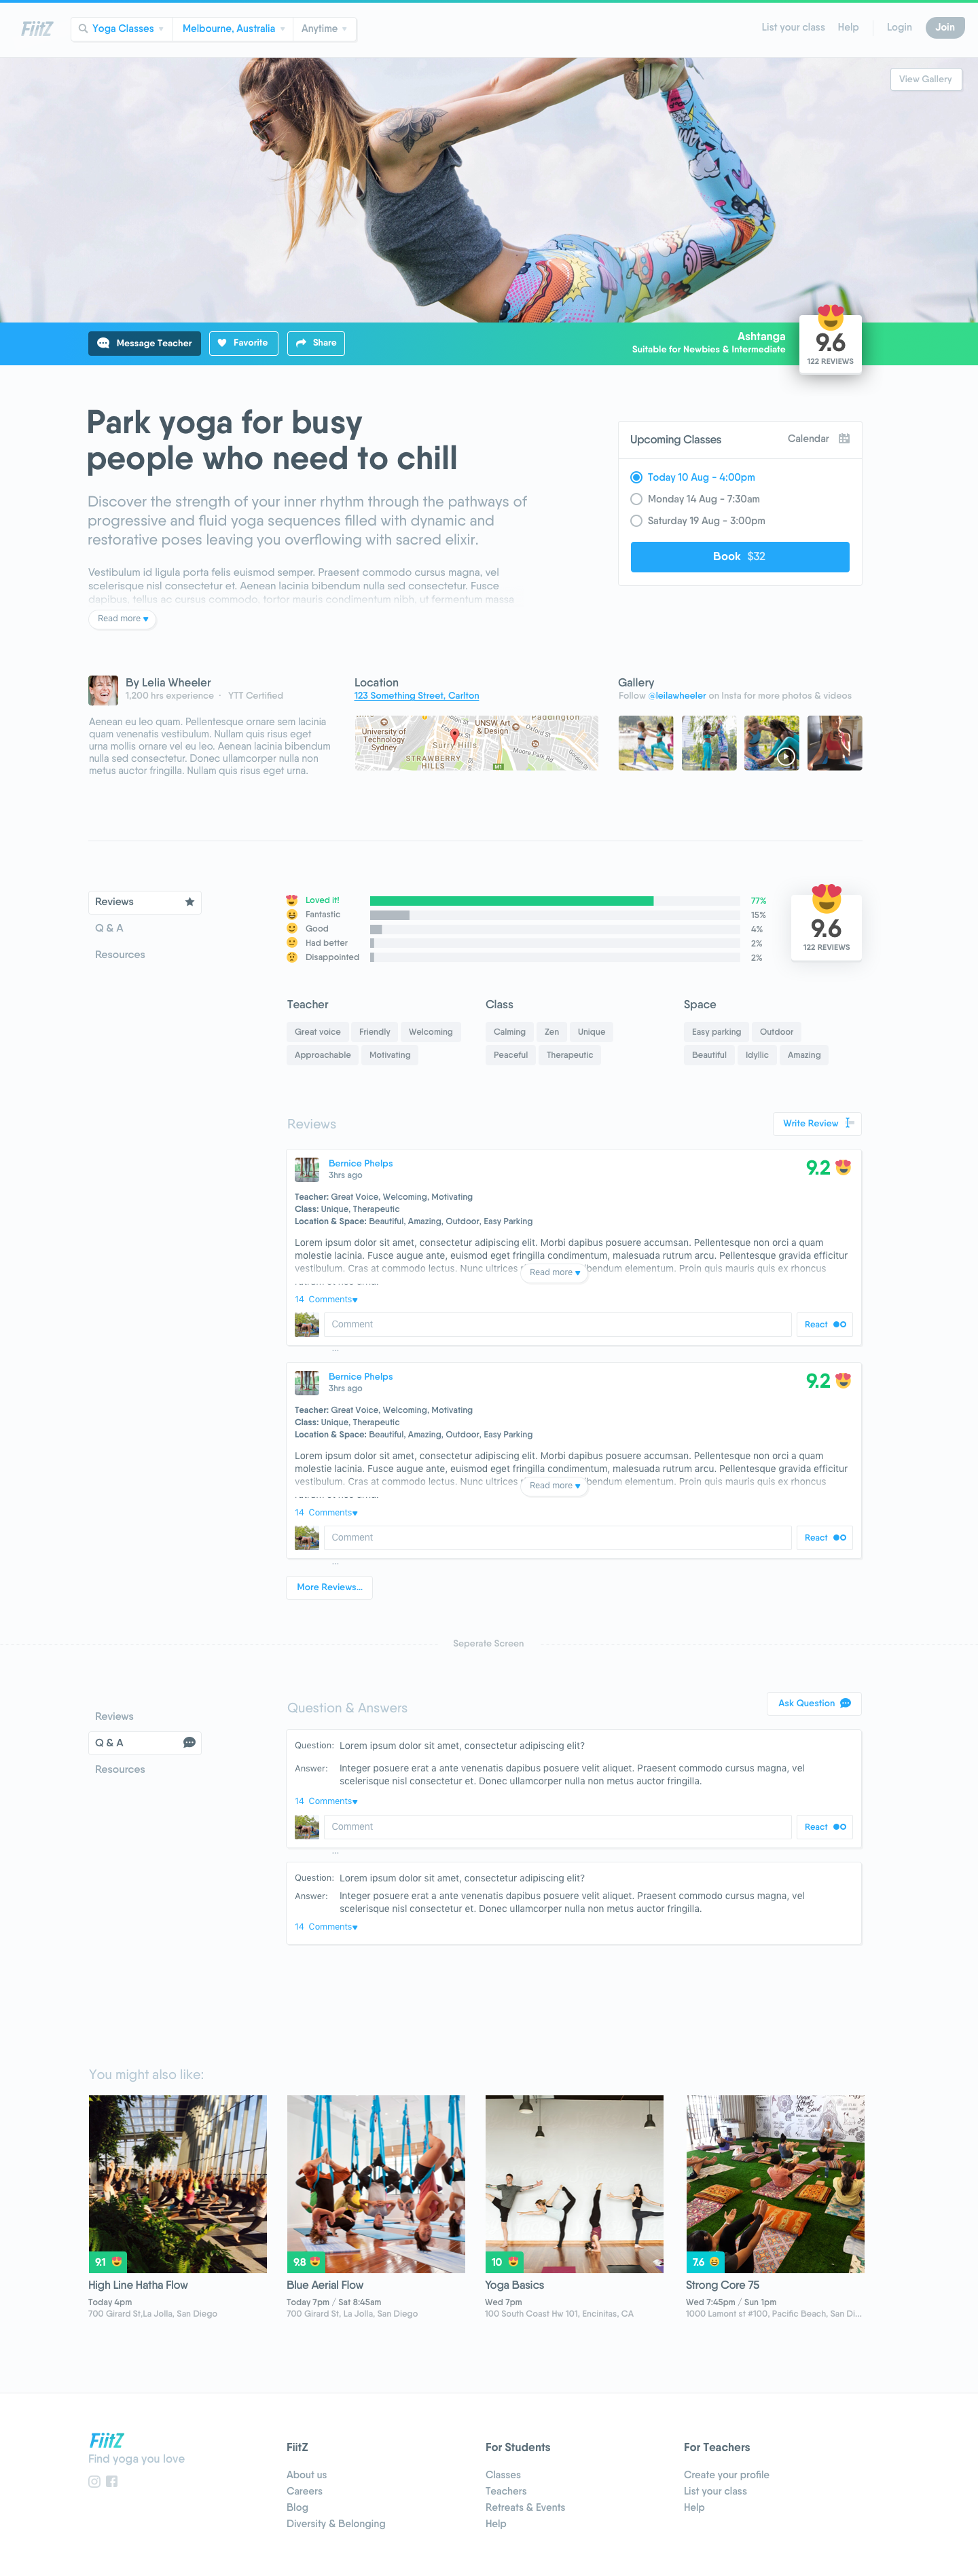 FiitZ
Yoga Classes
Melbourne, Australia
Anytime
List your class
Help
Login
Join
View Gallery
Message Teacher
Favorite
Share
Ashtanga
Suitable for Newbies & Intermediate
9.6
122 REVIEWS
Park yoga for busy
people who need to chill
Discover the strength of your inner rhythm through the pathways of
progressive and fluid yoga sequences filled with dynamic and
restorative poses leaving you overflowing with sacred elixir.
Vestibulum id ligula porta felis euismod semper. Praesent commodo cursus magna, vel
scelerisque nisl consectetur et. Aenean lacinia bibendum nulla sed consectetur. Fusce
dapibus, tellus ac cursus commodo, tortor mauris condimentum nibh, ut fermentum massa
Read more
Upcoming Classes
Calendar
Today 10 Aug - 4:00pm
Monday 14 Aug - 7:30am
Saturday 19 Aug - 3:00pm
Book $32
By Lelia Wheeler
1,200 hrs experience · YTT Certified
Aenean eu leo quam. Pellentesque ornare sem lacinia
quam venenatis vestibulum. Nullam quis risus eget
urna mollis ornare vel eu leo. Aenean lacinia bibendum
nulla sed consectetur. Donec ullamcorper nulla non
metus auctor fringilla. Nullam quis risus eget urna.
Location
123 Something Street, Carlton
University of
Technology
Sydney
UNSW Art
& Design
Paddington
Surry Hills
Moore Park Rd
STRAWBERRY
HILLS
M1
Gallery
Follow @leilawheeler on Insta for more photos & videos
Reviews
Q & A
Resources
Loved it!
77%
Fantastic
15%
Good
4%
Had better
2%
Disappointed
2%
9.6
122 REVIEWS
Teacher
Great voice
Friendly
Welcoming
Approachable
Motivating
Class
Calming
Zen
Unique
Peaceful
Therapeutic
Space
Easy parking
Outdoor
Beautiful
Idyllic
Amazing
Reviews
Write Review
Bernice Phelps
3hrs ago
9.2
Teacher: Great Voice, Welcoming, Motivating
Class: Unique, Therapeutic
Location & Space: Beautiful, Amazing, Outdoor, Easy Parking
Lorem ipsum dolor sit amet, consectetur adipiscing elit. Morbi dapibus posuere accumsan. Pellentesque non orci a quam
molestie lacinia. Fusce augue ante, euismod eget fringilla condimentum, malesuada rutrum arcu. Pellentesque gravida efficitur
vestibulum. Cras at commodo lectus. Nunc ultrices bendum elementum. Proin quis mauris quis ex rhoncus
Read more
14 Comments
Comment
React
...
Bernice Phelps
3hrs ago
9.2
Teacher: Great Voice, Welcoming, Motivating
Class: Unique, Therapeutic
Location & Space: Beautiful, Amazing, Outdoor, Easy Parking
Lorem ipsum dolor sit amet, consectetur adipiscing elit. Morbi dapibus posuere accumsan. Pellentesque non orci a quam
molestie lacinia. Fusce augue ante, euismod eget fringilla condimentum, malesuada rutrum arcu. Pellentesque gravida efficitur
vestibulum. Cras at commodo lectus. Nunc ultrices bendum elementum. Proin quis mauris quis ex rhoncus
Read more
14 Comments
Comment
React
...
More Reviews...
Seperate Screen
Reviews
Q & A
Resources
Question & Answers
Ask Question
Question: Lorem ipsum dolor sit amet, consectetur adipiscing elit?
Answer: Integer posuere erat a ante venenatis dapibus posuere velit aliquet. Praesent commodo cursus magna, vel
scelerisque nisl consectetur et. Donec ullamcorper nulla non metus auctor fringilla.
14 Comments
Comment
React
...
Question: Lorem ipsum dolor sit amet, consectetur adipiscing elit?
Answer: Integer posuere erat a ante venenatis dapibus posuere velit aliquet. Praesent commodo cursus magna, vel
scelerisque nisl consectetur et. Donec ullamcorper nulla non metus auctor fringilla.
14 Comments
You might also like:
9.1
High Line Hatha Flow
Today 4pm
700 Girard St,La Jolla, San Diego
9.8
Blue Aerial Flow
Today 7pm / Sat 8:45am
700 Girard St, La Jolla, San Diego
10
Yoga Basics
Wed 7pm
100 South Coast Hw 101, Encinitas, CA
7.6
Strong Core 75
Wed 7:45pm / Sun 1pm
1000 Lamont st #100, Pacific Beach, San Di...
FiitZ
Find yoga you love
FiitZ
About us
Careers
Blog
Diversity & Belonging
For Students
Classes
Teachers
Retreats & Events
Help
For Teachers
Create your profile
List your class
Help